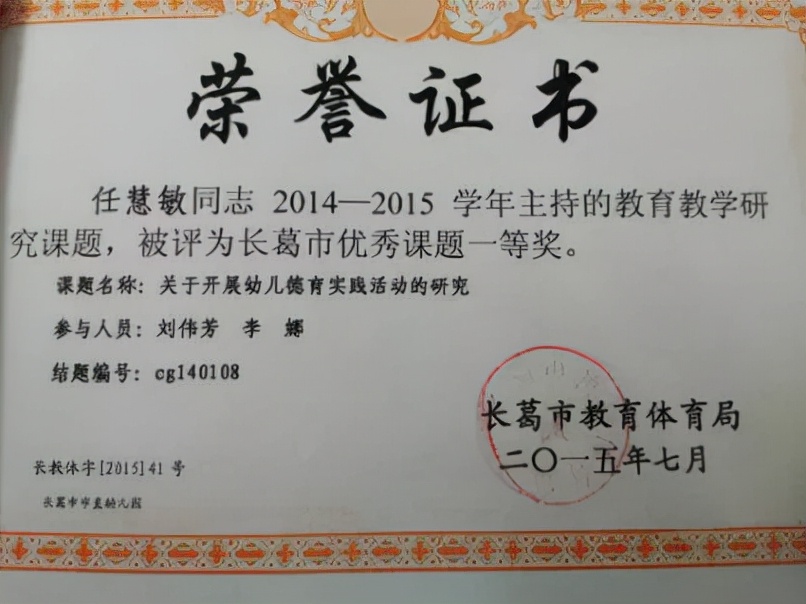 荣誉证书
任慧敏同志 2014—2015 学年主持的教育教学研
究课题，被评为长葛市优秀课题一等奖。
课题名称：关于开展幼儿德育实践活动的研究
参与人员：刘伟芳 李
结题编号：cg140108
长葛市教育体育局
二〇一五年七月
长教体字[2015]41 号
长葛市市直幼儿园